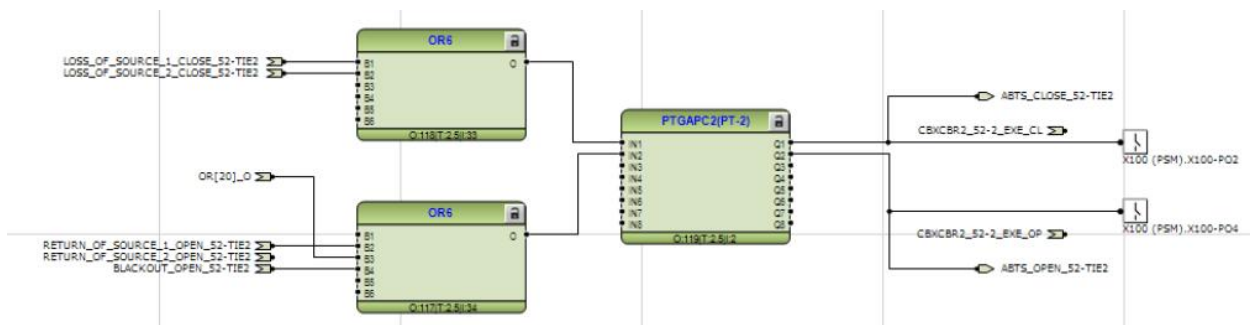 OR6
LOSS_OF_SOURCE_1_CLOSE_52-TIE2
LOSS_OF_SOURCE_2_CLOSE_52-TIE2
B1
B2
B3
B4
B5
B6
O
O:118|T:2.5|I:33
OR[20]_O
OR6
RETURN_OF_SOURCE_1_OPEN_52-TIE2
RETURN_OF_SOURCE_2_OPEN_52-TIE2
BLACKOUT_OPEN_52-TIE2
B1
B2
B3
B4
B5
B6
O
O:117|T:2.5|I:34
PTGAPC2(PT-2)
IN1
IN2
IN3
IN4
IN5
IN6
IN7
IN8
Q1
Q2
Q3
Q4
Q5
Q6
Q7
Q8
O:119|T:2.5|I:2
ABTS_CLOSE_52-TIE2
CBXCBR2_52-2_EXE_CL
X100 (PSM).X100-PO2
CBXCBR2_52-2_EXE_OP
X100 (PSM).X100-PO4
ABTS_OPEN_52-TIE2